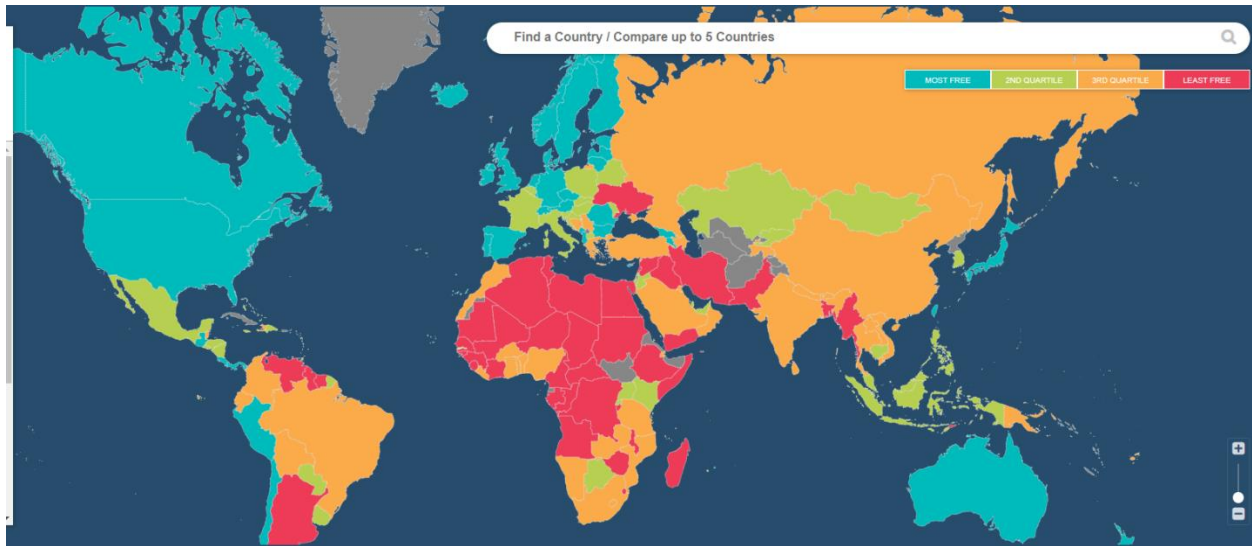 Find a Country / Compare up to 5 Countries
MOST FREE 2ND QUARTILE 3RD QUARTILE LEAST FREE